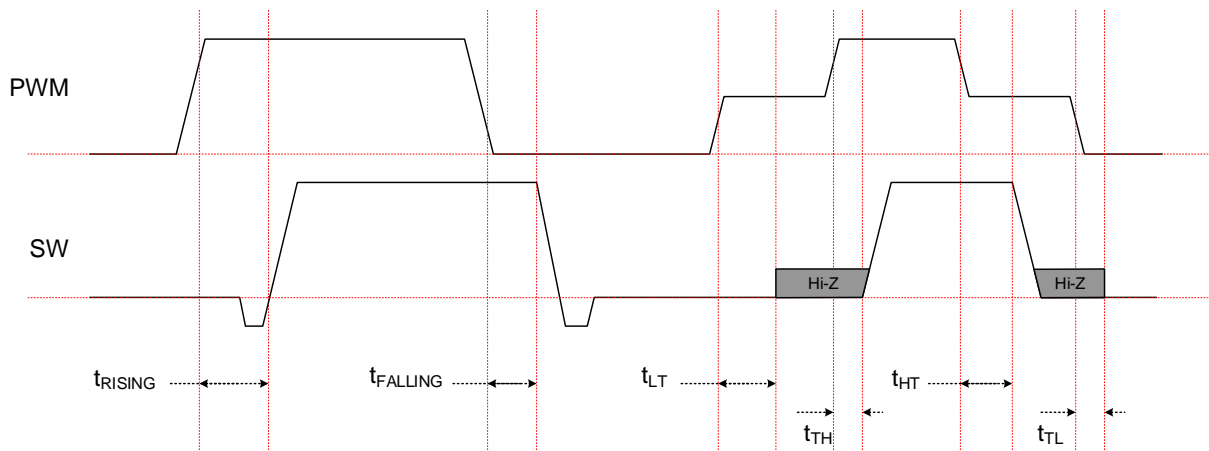 PWM
SW
Hi-Z
Hi-Z
tRISING
tFALLING
tLT
tHT
tTH
tTL